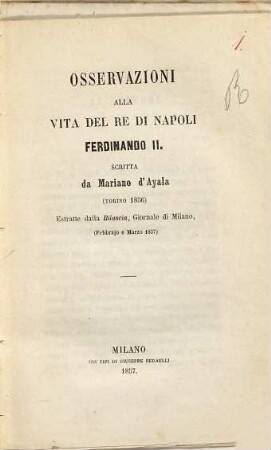 1.
R
OSSERVAZIONI
ALLA
VITA DEL RE DI NAPOLI
FERDINANDO II.
SCRITTA
da Mariano d'Ayala
(TORINO 1856)
Estratte dalla Bilancia, Giornale di Milano,
(Febbrajo e Marzo 1857)
MILANO
COI TIPI DI GIUSEPPE REDAELLI
1857.